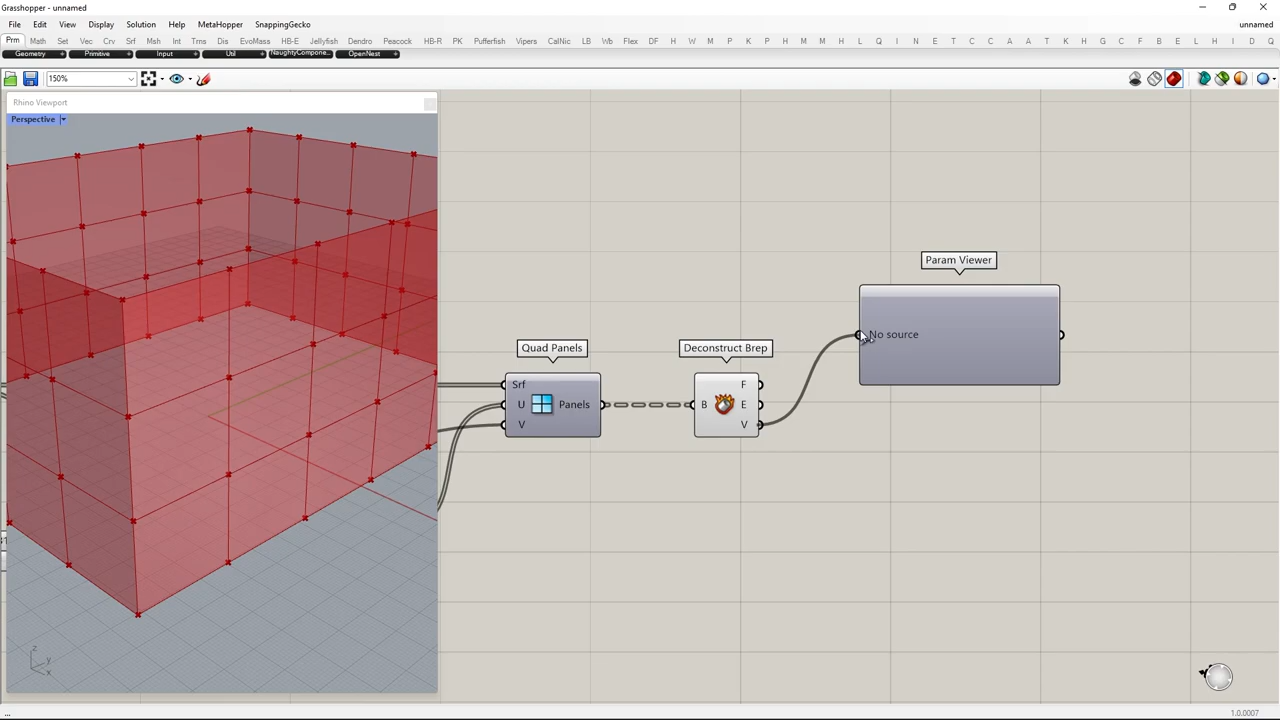 Grasshopper - unnamed
File Edit View Display Solution Help MetaHopper SnappingGecko unnamed
Prm Math Set Vec Crv Srf Msh Int Trns Dis EvoMass HB-E Jellyfish Dendro Peacock HB-R PK Silverfish Vipers CalNic LB Wb Flex DF H I H M P T B D E M M M M M P S L L B D D G K L H A D Q
Geometry Primitive Input Util NaughtyCompone... OpenNest
150%
Rhino Viewport
Perspective
Param Viewer
No source
Quad Panels
Deconstruct Brep
Srf
U Panels
V
F
B E
V
z
y
x
... 1.0.0007